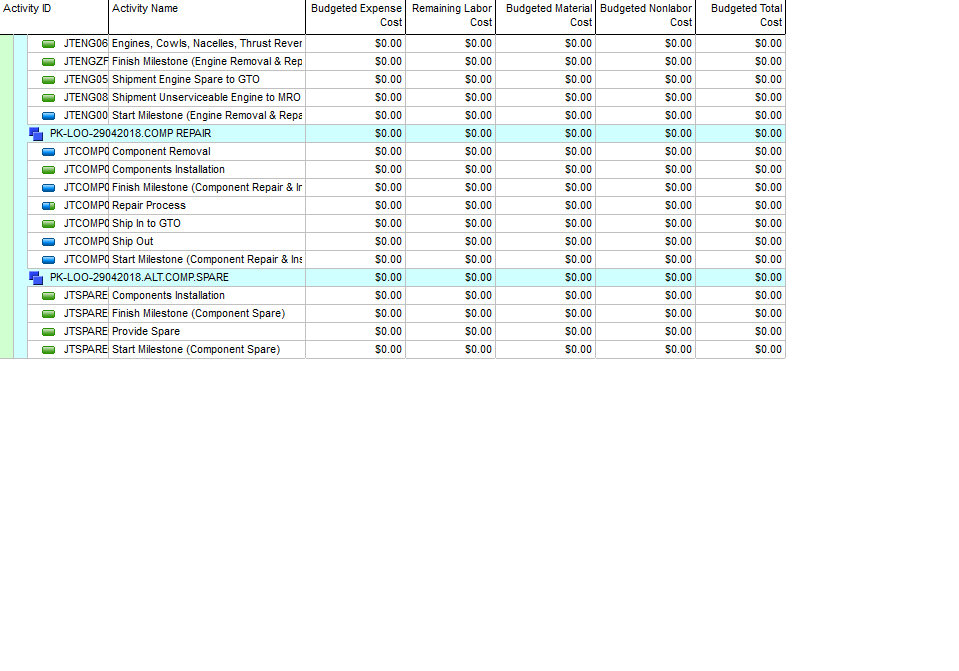 Activity ID Activity Name Budgeted Expense Cost Remaining Labor Cost Budgeted Material Cost Budgeted Nonlabor Cost Budgeted Total Cost
JTENG06 Engines, Cowls, Nacelles, Thrust Rever $0.00 $0.00 $0.00 $0.00 $0.00
JTENGZF Finish Milestone (Engine Removal & Rep $0.00 $0.00 $0.00 $0.00 $0.00
JTENG05 Shipment Engine Spare to GTO $0.00 $0.00 $0.00 $0.00 $0.00
JTENG08 Shipment Unserviceable Engine to MRO $0.00 $0.00 $0.00 $0.00 $0.00
JTENG00 Start Milestone (Engine Removal & Repa $0.00 $0.00 $0.00 $0.00 $0.00
PK-LOO-29042018.COMP REPAIR $0.00 $0.00 $0.00 $0.00 $0.00
JTCOMP0 Component Removal $0.00 $0.00 $0.00 $0.00 $0.00
JTCOMP0 Components Installation $0.00 $0.00 $0.00 $0.00 $0.00
JTCOMP0 Finish Milestone (Component Repair & Ir $0.00 $0.00 $0.00 $0.00 $0.00
JTCOMP0 Repair Process $0.00 $0.00 $0.00 $0.00 $0.00
JTCOMP0 Ship In to GTO $0.00 $0.00 $0.00 $0.00 $0.00
JTCOMP0 Ship Out $0.00 $0.00 $0.00 $0.00 $0.00
JTCOMP0 Start Milestone (Component Repair & Ins $0.00 $0.00 $0.00 $0.00 $0.00
PK-LOO-29042018.ALT.COMP.SPARE $0.00 $0.00 $0.00 $0.00 $0.00
JTSPARE Components Installation $0.00 $0.00 $0.00 $0.00 $0.00
JTSPARE Finish Milestone (Component Spare) $0.00 $0.00 $0.00 $0.00 $0.00
JTSPARE Provide Spare $0.00 $0.00 $0.00 $0.00 $0.00
JTSPARE Start Milestone (Component Spare) $0.00 $0.00 $0.00 $0.00 $0.00